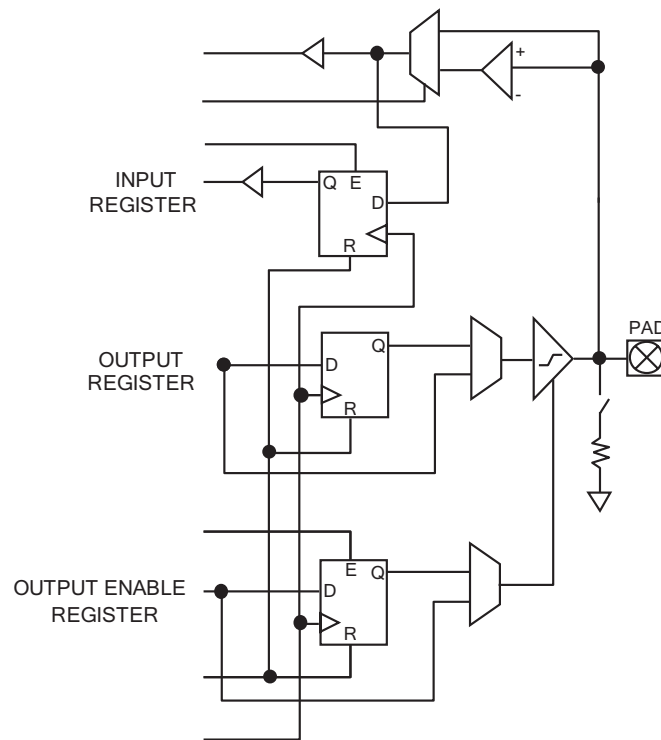 +
-
Q E
INPUT
REGISTER
D
R
PAD
Q
OUTPUT
REGISTER
D
R
E
Q
OUTPUT ENABLE
REGISTER
D
R